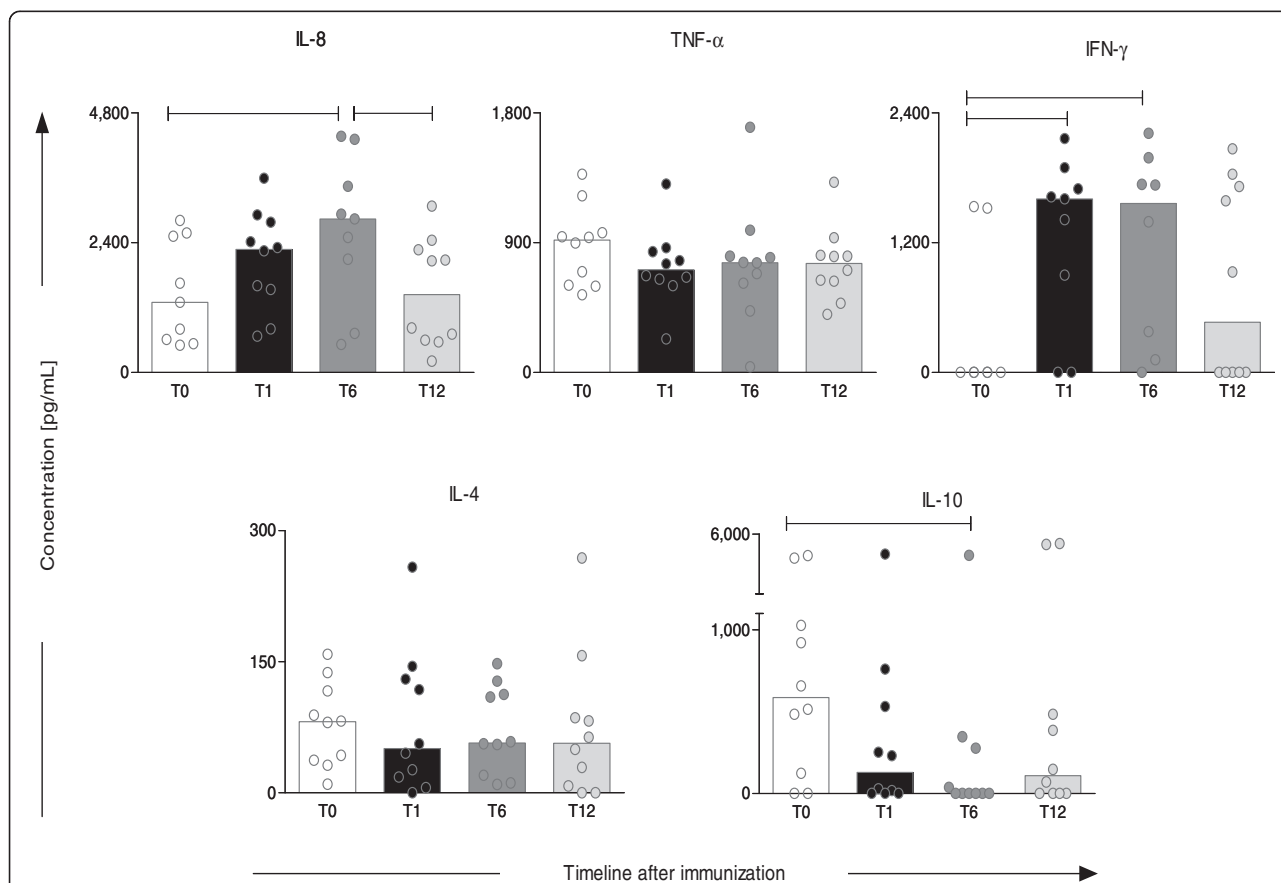 IL-8
4,800
2,400
0
T0 T1 T6 T12
TNF-α
1,800
900
0
T0 T1 T6 T12
IFN-γ
2,400
1,200
0
T0 T1 T6 T12
Concentration [pg/mL]
IL-4
300
150
0
T0 T1 T6 T12
IL-10
6,000
1,000
0
T0 T1 T6 T12
Timeline after immunization